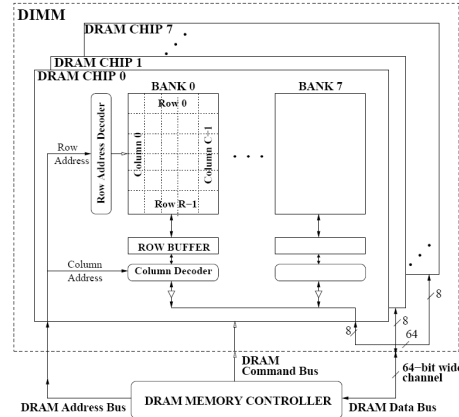 DIMM
DRAM CHIP 7
DRAM CHIP 1
DRAM CHIP 0
BANK 0
BANK 7
Row 0
Row Address Decoder
Column 0
Column C−1
Row
Address
Row R−1
ROW BUFFER
Column Decoder
Column
Address
8
8
8
64
DRAM
Command Bus
64−bit wide
channel
DRAM Address Bus
DRAM MEMORY CONTROLLER
DRAM Data Bus